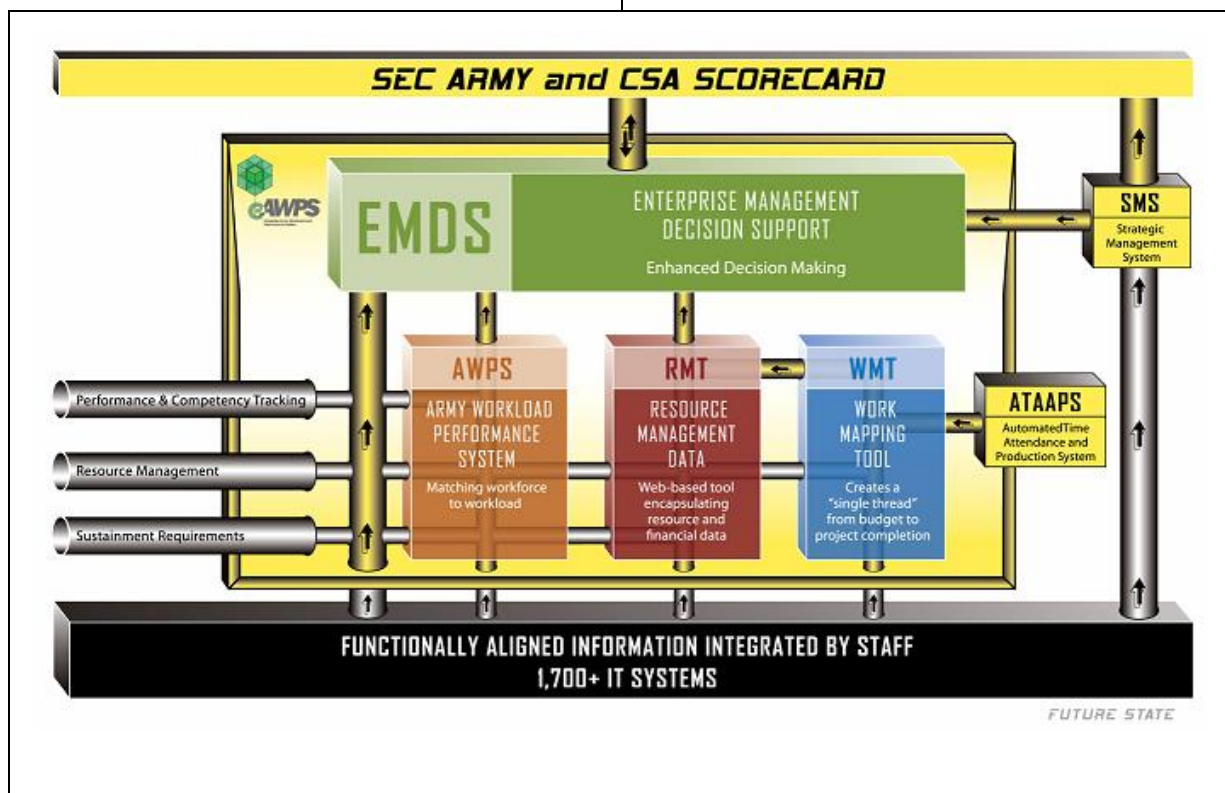 SEC ARMY and CSA SCORECARD
eAWPS
EMDS
ENTERPRISE MANAGEMENT
DECISION SUPPORT
Enhanced Decision Making
SMS
Strategic
Management
System
AWPS
ARMY WORKLOAD
PERFORMANCE
SYSTEM
Matching workforce
to workload
RMT
RESOURCE
MANAGEMENT
DATA
Web-based tool
encapsulating
resource and
financial data
WMT
WORK
MAPPING
TOOL
Creates a
"single thread"
from budget to
project completion
ATAAPS
AutomatedTime
Attendance and
Production System
Performance & Competency Tracking
Resource Management
Sustainment Requirements
FUNCTIONALLY ALIGNED INFORMATION INTEGRATED BY STAFF
1,700+ IT SYSTEMS
FUTURE STATE